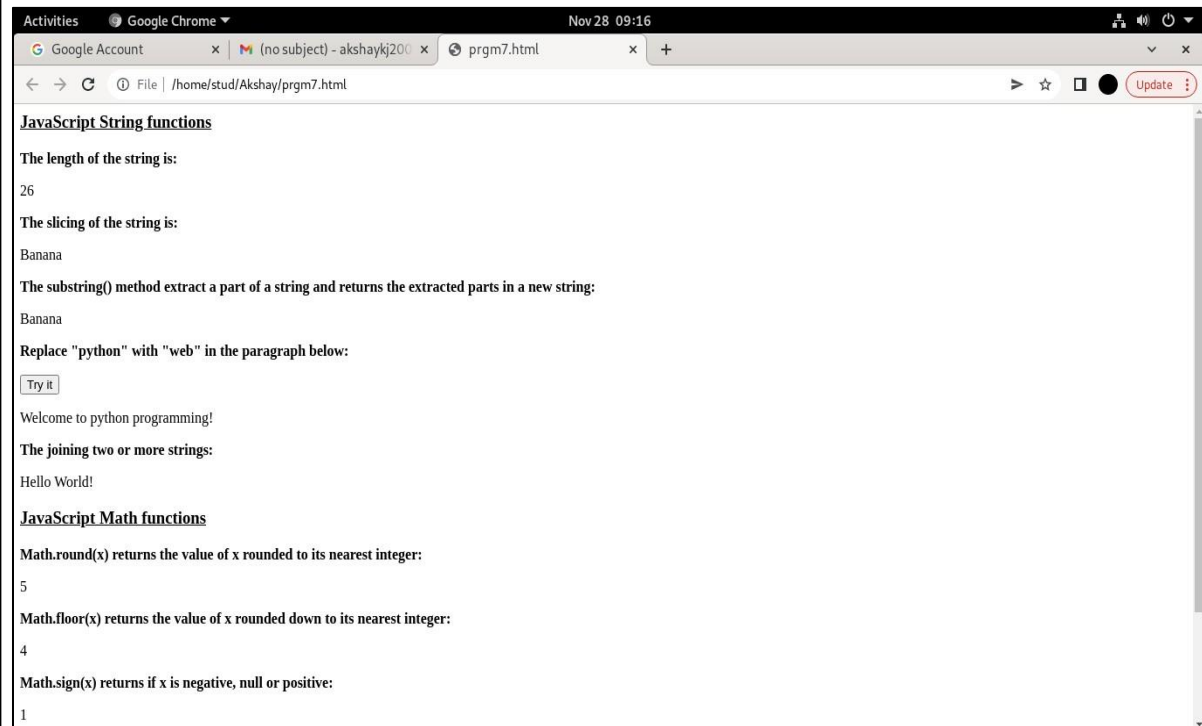 Activities Google Chrome Nov 28 09:16
Google Account (no subject) - akshaykj200 prgm7.html
File /home/stud/Akshay/prgm7.html Update
JavaScript String functions
The length of the string is:
26
The slicing of the string is:
Banana
The substring() method extract a part of a string and returns the extracted parts in a new string:
Banana
Replace "python" with "web" in the paragraph below:
Try it
Welcome to python programming!
The joining two or more strings:
Hello World!
JavaScript Math functions
Math.round(x) returns the value of x rounded to its nearest integer:
5
Math.floor(x) returns the value of x rounded down to its nearest integer:
4
Math.sign(x) returns if x is negative, null or positive:
1